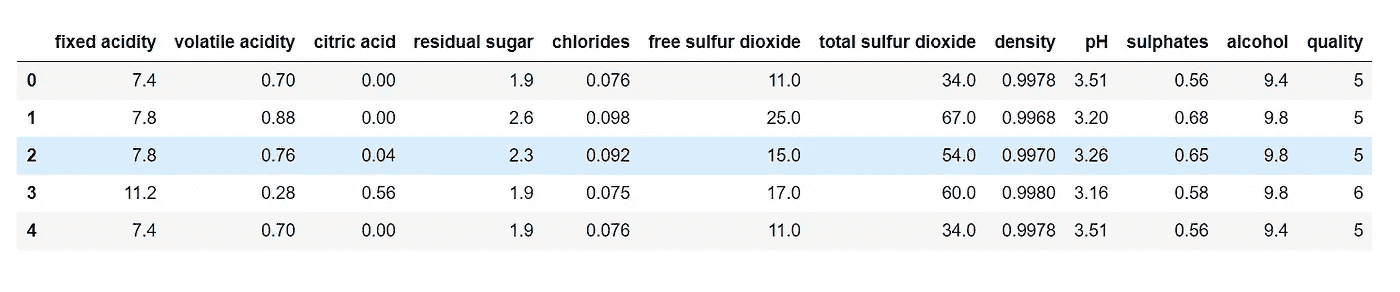 fixed acidity volatile acidity citric acid residual sugar chlorides free sulfur dioxide total sulfur dioxide density pH sulphates alcohol quality
0 7.4 0.70 0.00 1.9 0.076 11.0 34.0 0.9978 3.51 0.56 9.4 5
1 7.8 0.88 0.00 2.6 0.098 25.0 67.0 0.9968 3.20 0.68 9.8 5
2 7.8 0.76 0.04 2.3 0.092 15.0 54.0 0.9970 3.26 0.65 9.8 5
3 11.2 0.28 0.56 1.9 0.075 17.0 60.0 0.9980 3.16 0.58 9.8 6
4 7.4 0.70 0.00 1.9 0.076 11.0 34.0 0.9978 3.51 0.56 9.4 5